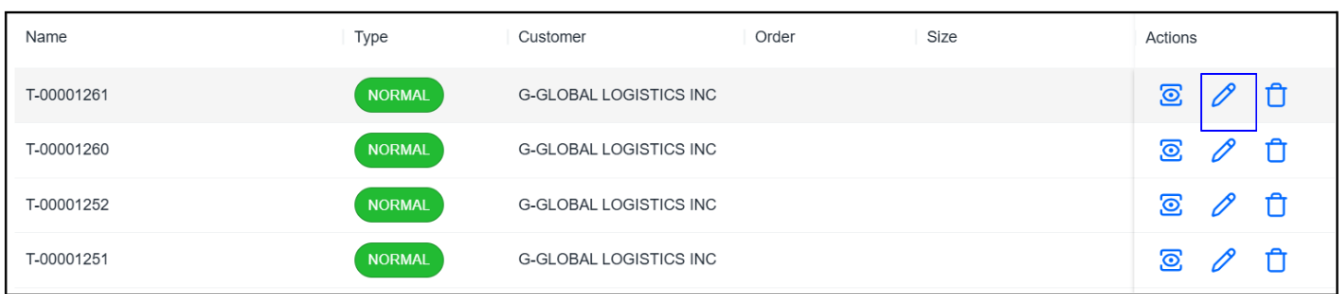 Name Type Customer Order Size Actions
T-00001261 NORMAL G-GLOBAL LOGISTICS INC
T-00001260 NORMAL G-GLOBAL LOGISTICS INC
T-00001252 NORMAL G-GLOBAL LOGISTICS INC
T-00001251 NORMAL G-GLOBAL LOGISTICS INC